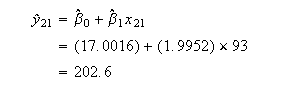 ŷ₂₁ = β̂₀ + β̂₁x₂₁
= (17.0016) + (1.9952) × 93
= 202.6